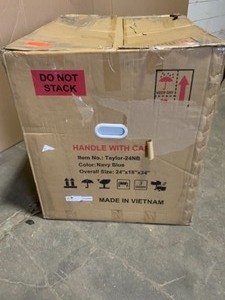 DO NOT
STACK
HANDLE WITH CA
Item No.: Taylor-24NB
Color: Navy Blue
Overall Size: 24"x18"x24"
MADE IN VIETNAM